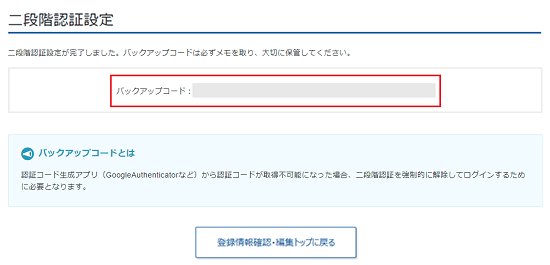 二段階認証設定
二段階認証設定が完了しました。バックアップコードは必ずメモを取り、大切に保管してください。
バックアップコード：
バックアップコードとは
認証コード生成アプリ（GoogleAuthenticatorなど）から認証コードが取得不可能になった場合、二段階認証を強制的に解除してログインするため
に必要となります。
登録情報確認・編集トップに戻る